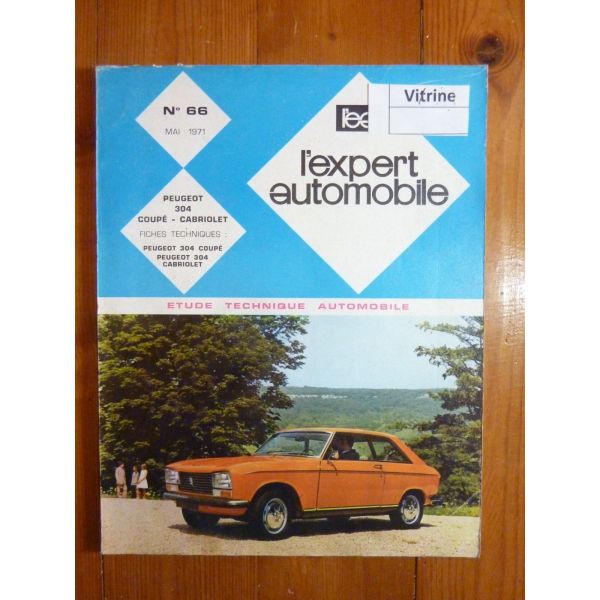 N° 66
MAI 1971
Vitrine
l'ea
l'expert
automobile
PEUGEOT
304
COUPÉ - CABRIOLET
FICHES TECHNIQUES :
PEUGEOT 304 COUPÉ
PEUGEOT 304
CABRIOLET
ETUDE TECHNIQUE AUTOMOBILE